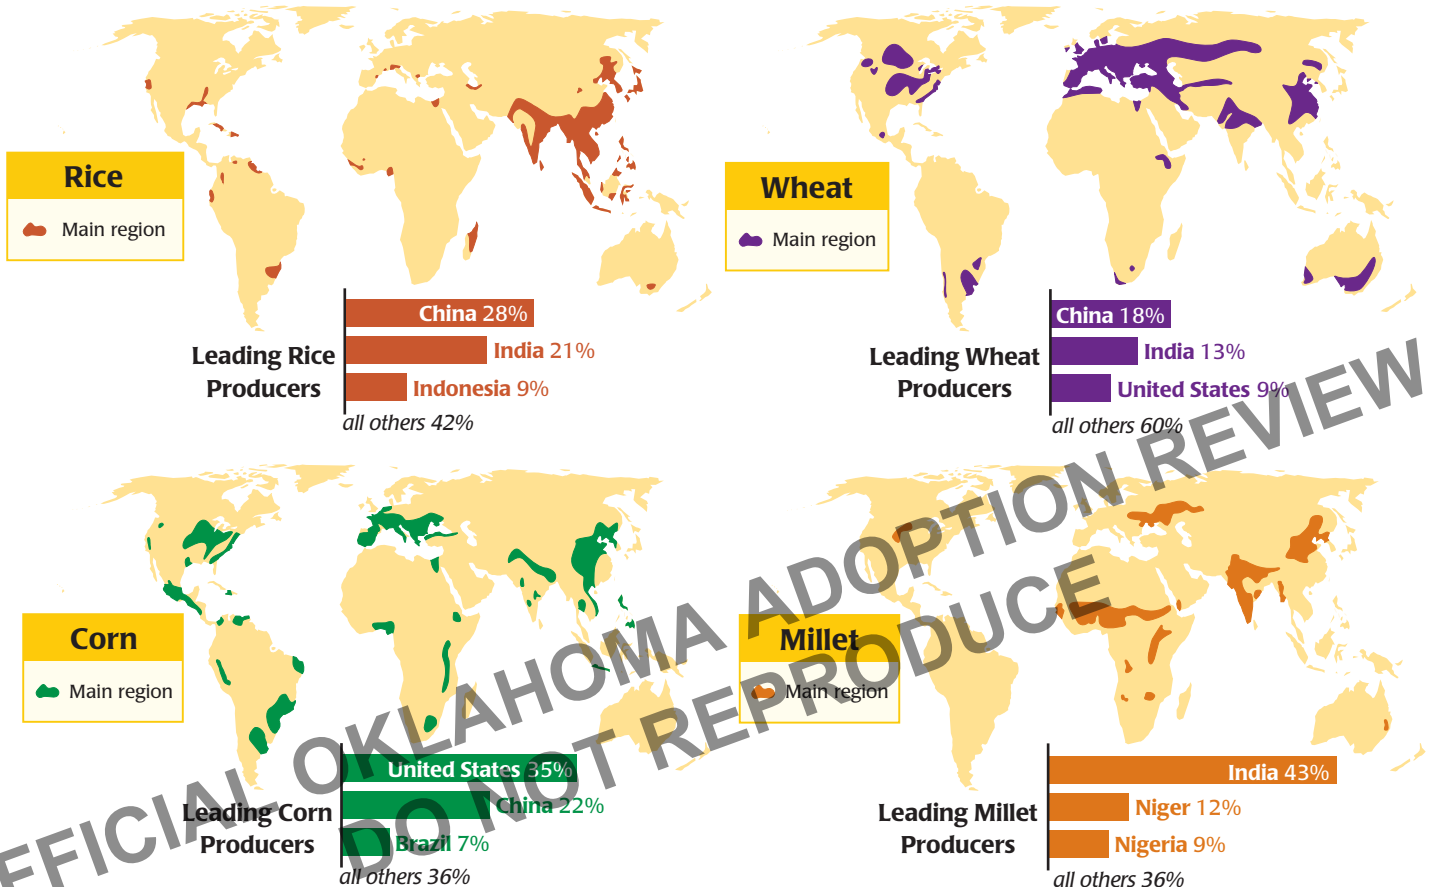 Rice
Main region
Leading Rice
Producers
China 28%
India 21%
Indonesia 9%
all others 42%
Wheat
Main region
Leading Wheat
Producers
China 18%
India 13%
United States 9%
all others 60%
Corn
Main region
Leading Corn
Producers
United States 35%
China 22%
Brazil 7%
all others 36%
Millet
Main region
Leading Millet
Producers
India 43%
Niger 12%
Nigeria 9%
all others 36%
FFICIAL OKLAHOMA ADOPTION REVIEW
DO NOT REPRODUCE